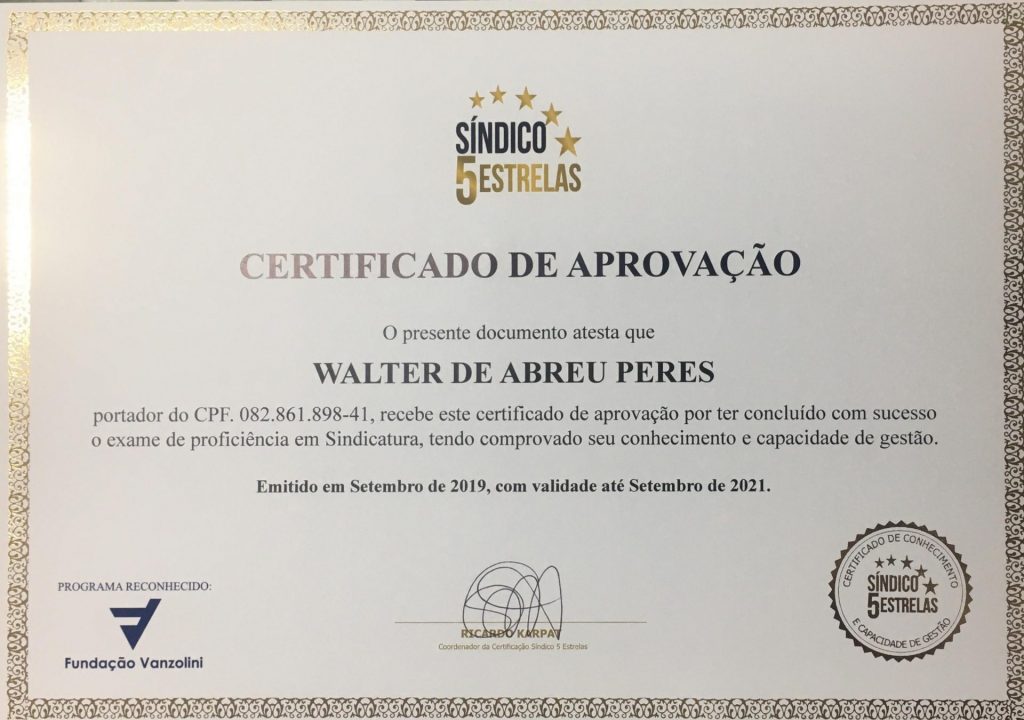 SÍNDICO
5 ESTRELAS
CERTIFICADO DE APROVAÇÃO
O presente documento atesta que
WALTER DE ABREU PERES
portador do CPF. 082.861.898-41, recebe este certificado de aprovação por ter concluído com sucesso
o exame de proficiência em Sindicatura, tendo comprovado seu conhecimento e capacidade de gestão.
Emitido em Setembro de 2019, com validade até Setembro de 2021.
PROGRAMA RECONHECIDO:
Fundação Vanzolini
RICARDO KARPAT
Coordenador da Certificação Síndico 5 Estrelas
CERTIFICADO DE CONHECIMENTO
SÍNDICO
5 ESTRELAS
E CAPACIDADE DE GESTÃO